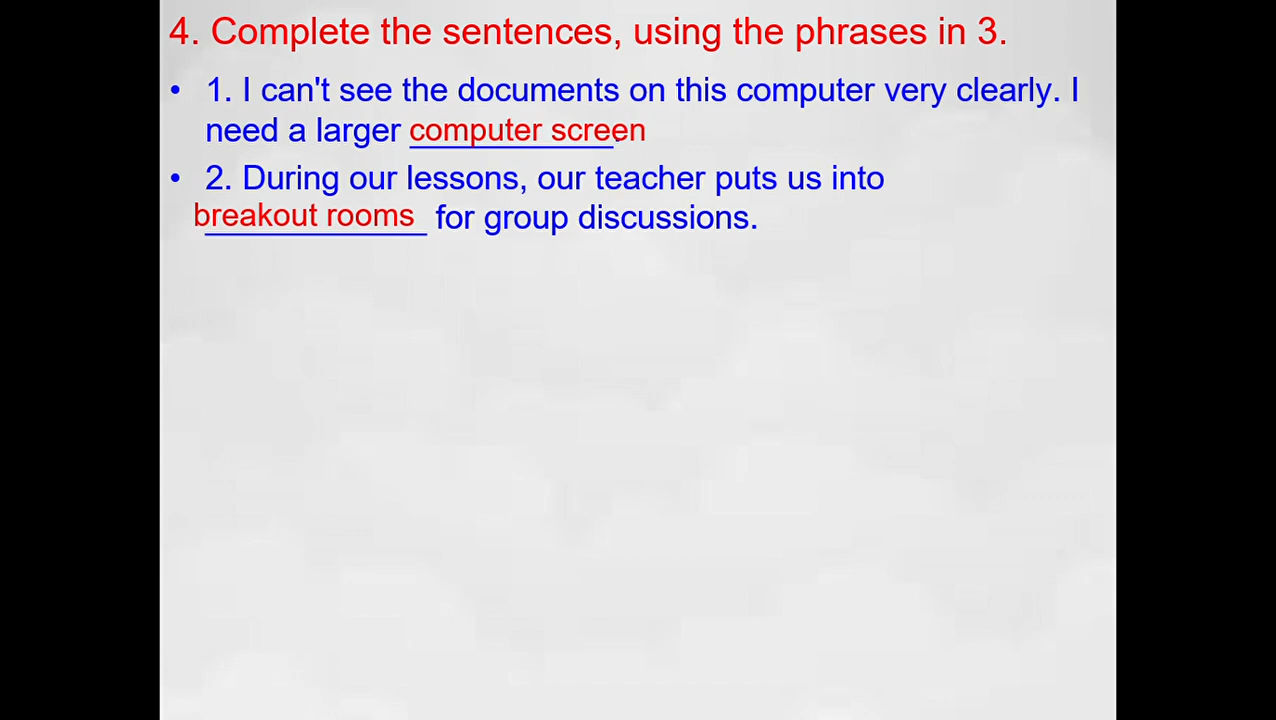 4. Complete the sentences, using the phrases in 3.
• 1. I can't see the documents on this computer very clearly. I
need a larger computer screen.
• 2. During our lessons, our teacher puts us into
breakout rooms for group discussions.